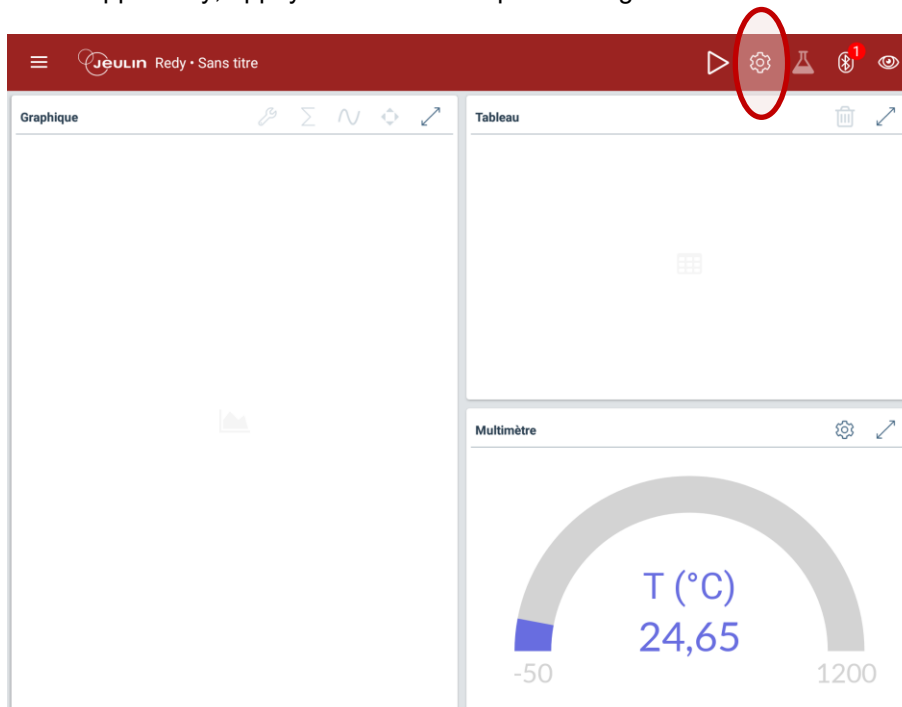 Jeulin Redy • Sans titre
1
Graphique
Tableau
Multimètre
T (°C)
24,65
-50
1200